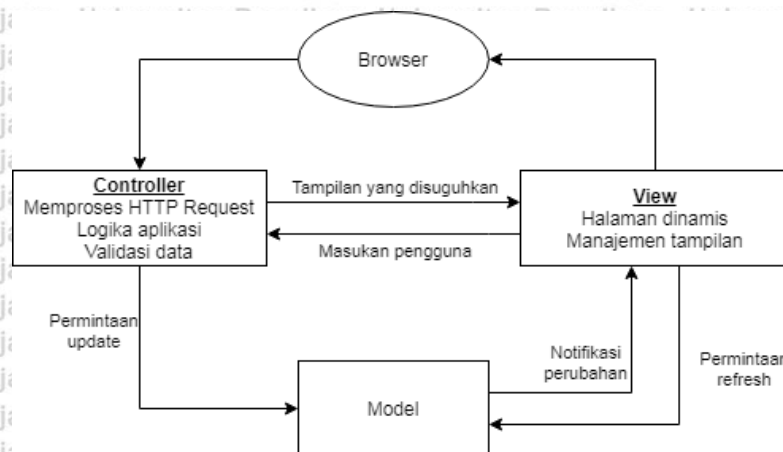 Browser
Controller
Memproses HTTP Request
Logika aplikasi
Validasi data
Tampilan yang disuguhkan
Masukan pengguna
View
Halaman dinamis
Manajemen tampilan
Permintaan
update
Model
Notifikasi
perubahan
Permintaan
refresh